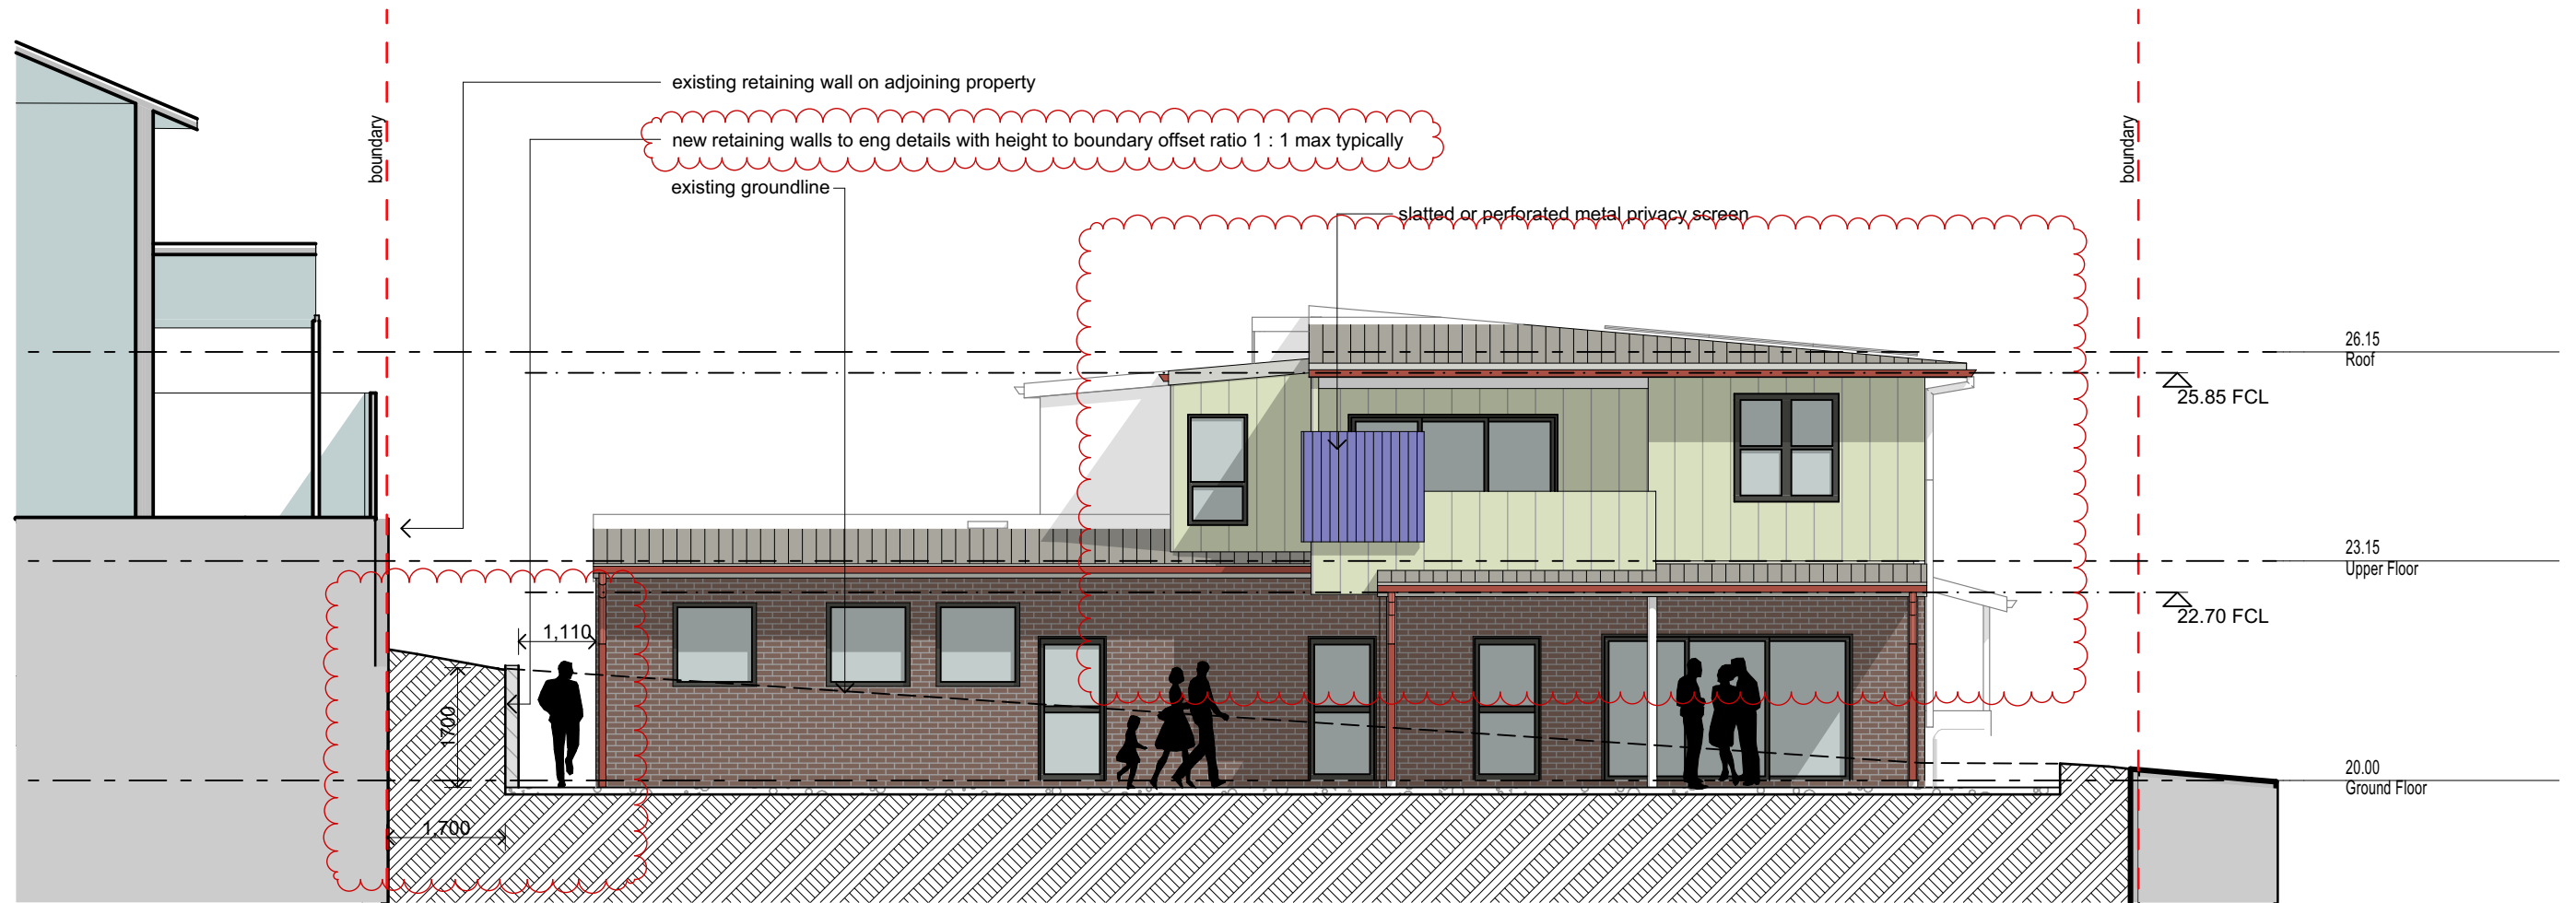 existing retaining wall on adjoining property
boundary
boundary
new retaining walls to eng details with height to boundary offset ratio 1 : 1 max typically
existing groundline
slatted or perforated metal privacy screen
26.15
Roof
25.85 FCL
23.15
Upper Floor
22.70 FCL
1,110
1700
20.00
Ground Floor
1,700